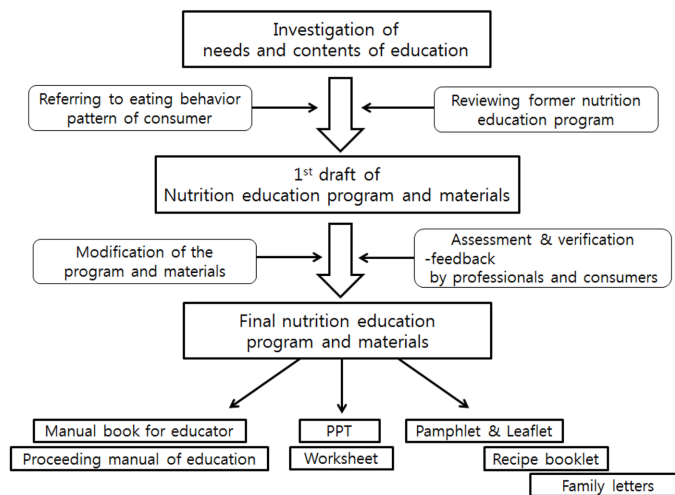 Investigation of
needs and contents of education
Referring to eating behavior
pattern of consumer
Reviewing former nutrition
education program
1st draft of
Nutrition education program and materials
Modification of the
program and materials
Assessment & verification
-feedback
by professionals and consumers
Final nutrition education
program and materials
Manual book for educator
PPT
Pamphlet & Leaflet
Proceeding manual of education
Worksheet
Recipe booklet
Family letters